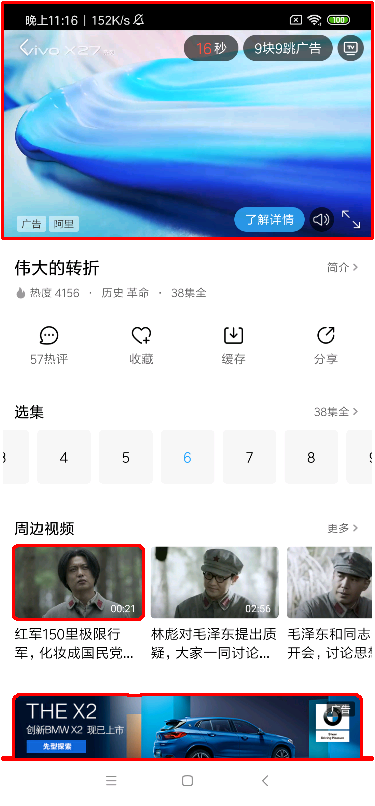 晚上11:16 | 152K/s
100
vivo X27
16秒
9块9跳广告
TV
广告
阿里
了解详情
伟大的转折
简介 >
热度 4156 · 历史 革命 · 38集全
57热评
收藏
缓存
分享
选集
38集全 >
4
5
6
7
8
周边视频
更多 >
00:21
02:56
红军150里极限行
军，化妆成国民党...
林彪对毛泽东提出质
疑，大家一同讨论...
毛泽东和同志
开会，讨论思想
THE X2
广告
创新BMW X2 现已上市
先型探索